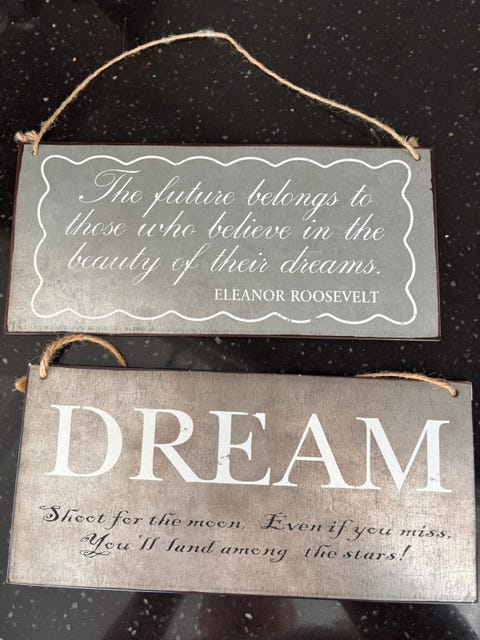 The future belongs to
those who believe in the
beauty of their dreams.
ELEANOR ROOSEVELT
DREAM
Shoot for the moon. Even if you miss,
You'll land among the stars!